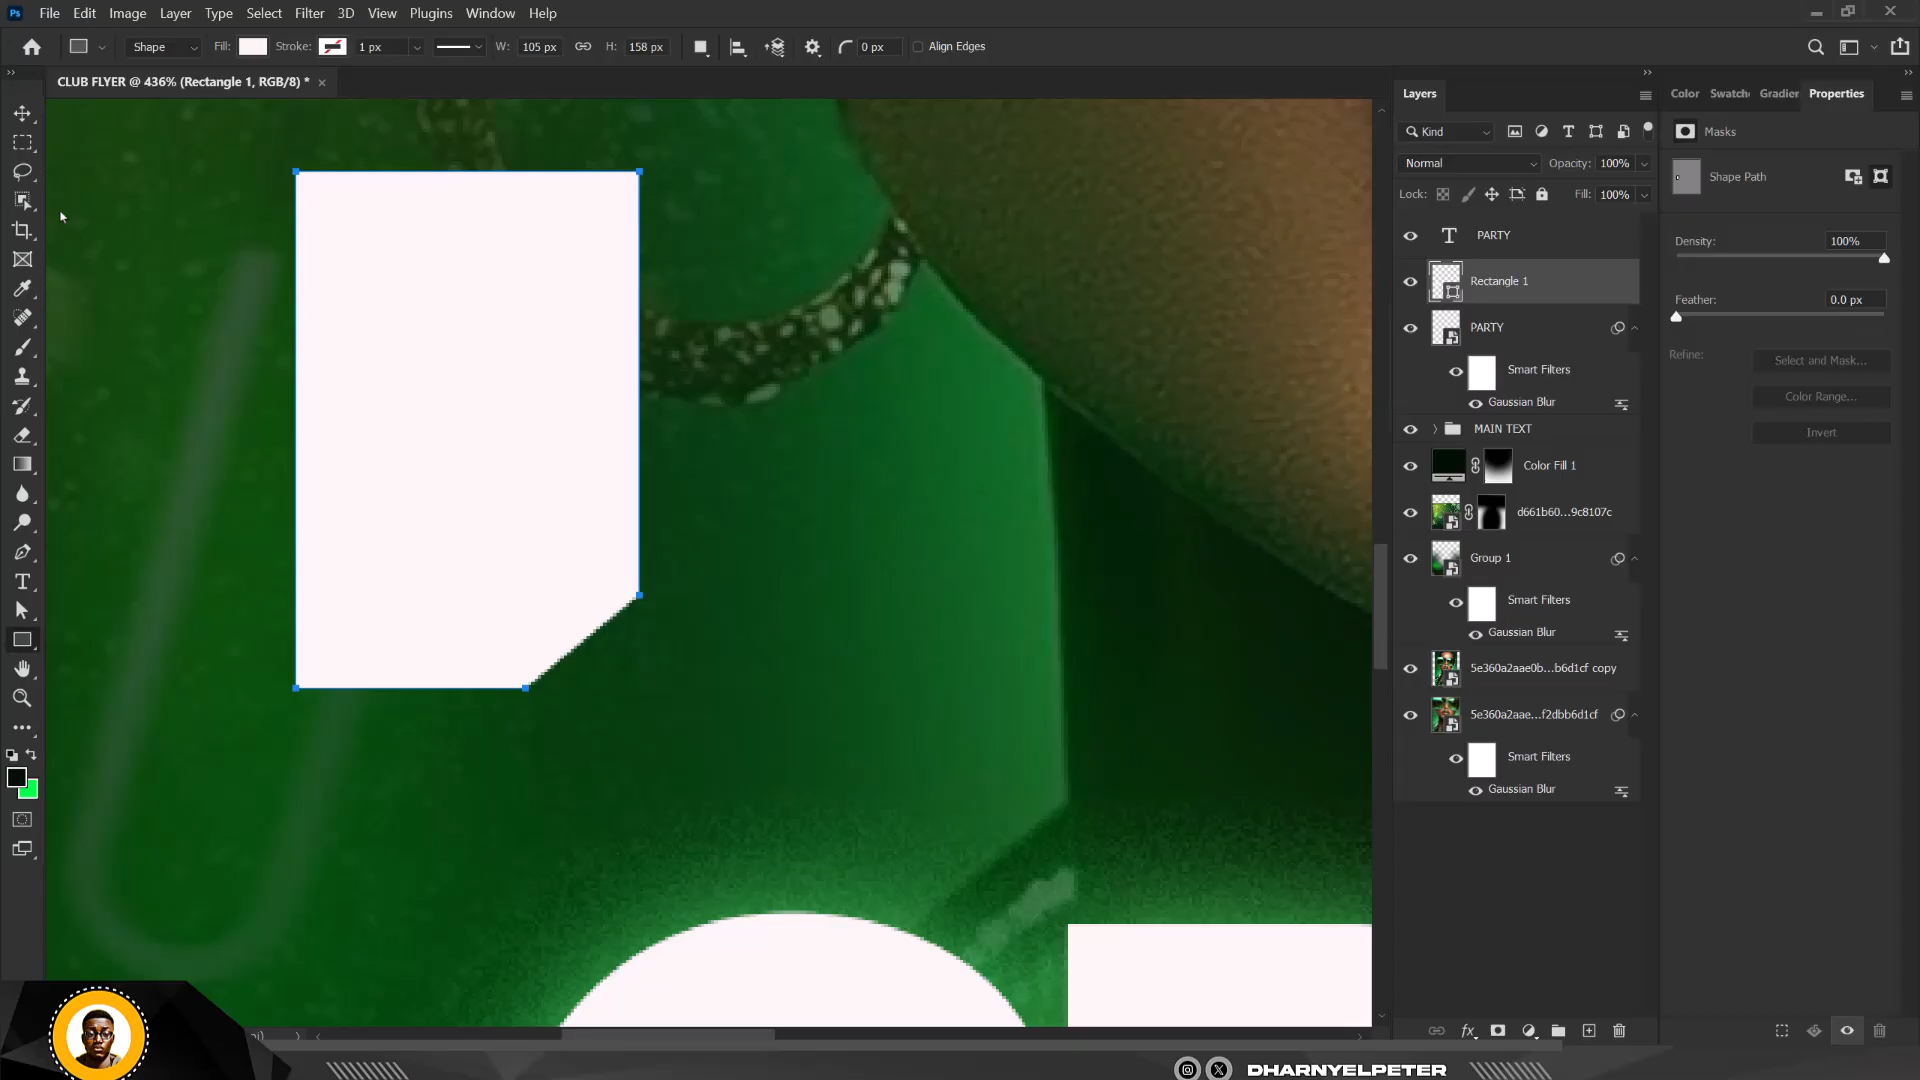 Ps File Edit Image Layer Type Select Filter 3D View Plugins Window Help
Shape Fill: Stroke: 1 px W: 105 px H: 158 px 0 px Align Edges
CLUB FLYER @ 436% (Rectangle 1, RGB/8) * ×
Layers
Kind
Normal Opacity: 100%
Lock: Fill: 100%
T PARTY
Rectangle 1
PARTY
Smart Filters
Gaussian Blur
MAIN TEXT
Color Fill 1
d661b60...9c8107c
Group 1
Smart Filters
Gaussian Blur
5e360a2aae0b...b6d1cf copy
5e360a2aae...f2dbb6d1cf
Smart Filters
Gaussian Blur
fx
Color Swatch Gradien Properties
Masks
Shape Path
Density: 100%
Feather: 0.0 px
Refine: Select and Mask...
Color Range...
Invert
DHARNYELPETER